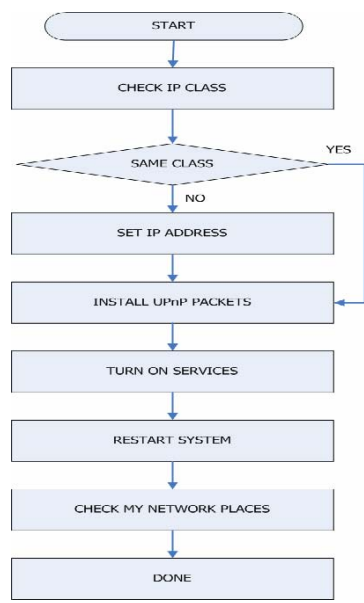 START
CHECK IP CLASS
SAME CLASS
YES
NO
SET IP ADDRESS
INSTALL UPnP PACKETS
TURN ON SERVICES
RESTART SYSTEM
CHECK MY NETWORK PLACES
DONE